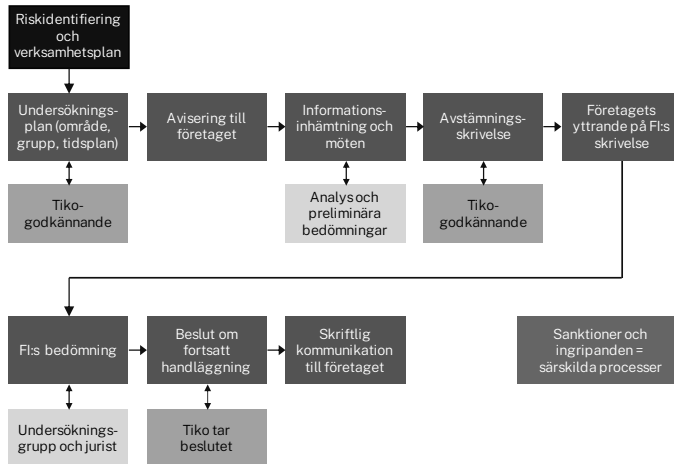 Riskidentifiering
och
verksamhetsplan
Undersöknings-
plan (område,
grupp, tidsplan)
Avisering till
företaget
Informations-
inhämtning och
möten
Avstämnings-
skrivelse
Företagets
yttrande på FI:s
skrivelse
Tiko-
godkännande
Analys och
preliminära
bedömningar
Tiko-
godkännande
FI:s bedömning
Beslut om
fortsatt
handläggning
Skriftlig
kommunikation
till företaget
Sanktioner och
ingripanden =
särskilda processer
Undersöknings-
grupp och jurist
Tiko tar
beslutet